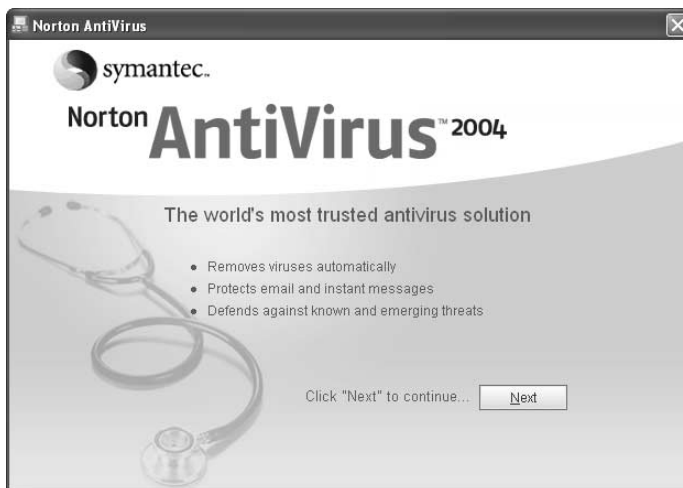 Norton AntiVirus
symantec™
Norton AntiVirus™ 2004
The world's most trusted antivirus solution
• Removes viruses automatically
• Protects email and instant messages
• Defends against known and emerging threats
Click "Next" to continue... Next